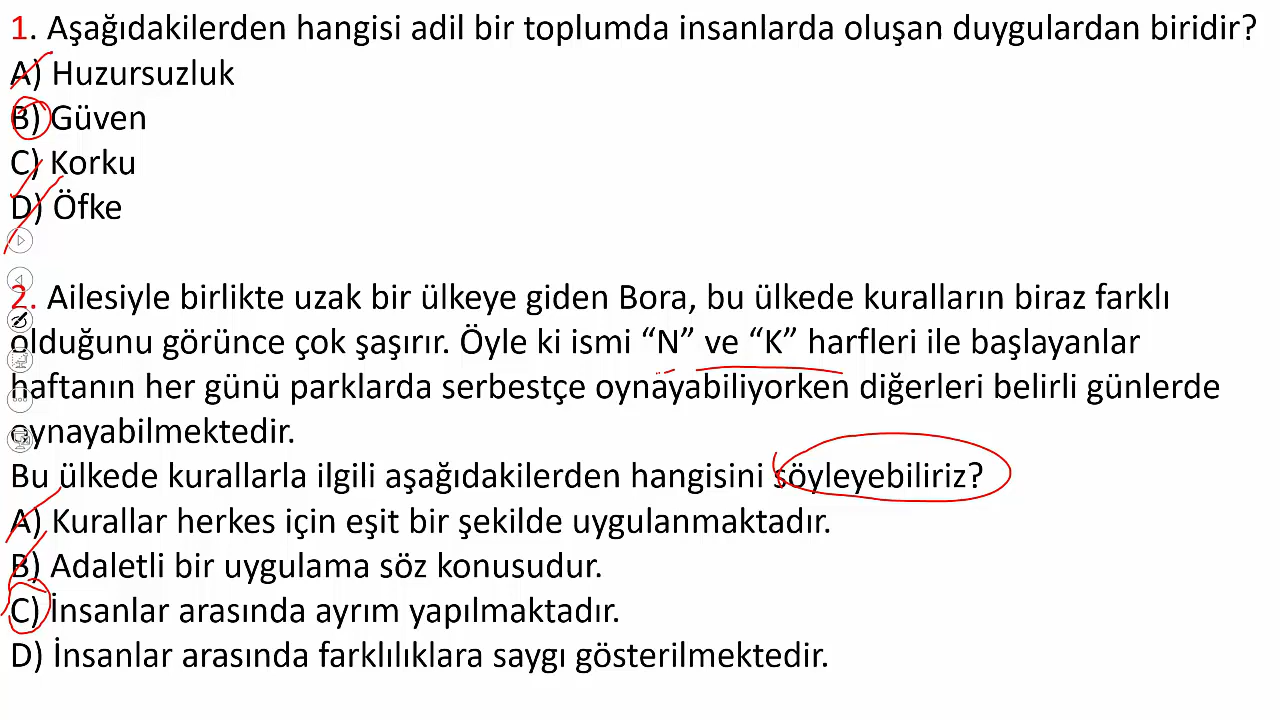 1. Aşağıdakilerden hangisi adil bir toplumda insanlarda oluşan duygulardan biridir?
A) Huzursuzluk
B) Güven
C) Korku
D) Öfke
2. Ailesiyle birlikte uzak bir ülkeye giden Bora, bu ülkede kuralların biraz farklı
olduğunu görünce çok şaşırır. Öyle ki ismi “N” ve “K” harfleri ile başlayanlar
haftanın her günü parklarda serbestçe oynayabiliyorken diğerleri belirli günlerde
oynayabilmektedir.
Bu ülkede kurallarla ilgili aşağıdakilerden hangisini söyleyebiliriz?
A) Kurallar herkes için eşit bir şekilde uygulanmaktadır.
B) Adaletli bir uygulama söz konusudur.
C) İnsanlar arasında ayrım yapılmaktadır.
D) İnsanlar arasında farklılıklara saygı gösterilmektedir.